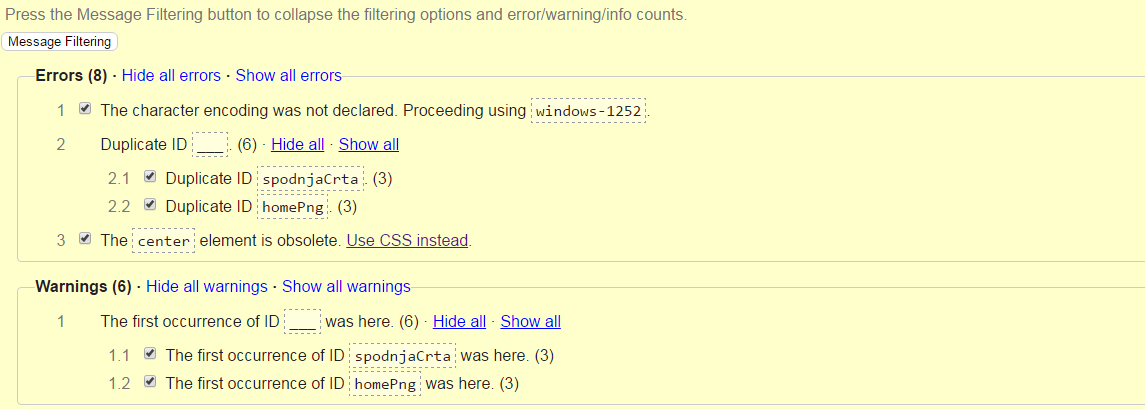 Press the Message Filtering button to collapse the filtering options and error/warning/info counts.
Message Filtering
Errors (8) · Hide all errors · Show all errors
1 The character encoding was not declared. Proceeding using windows-1252.
2 Duplicate ID ___. (6) · Hide all · Show all
2.1 Duplicate ID spodnjaCrta. (3)
2.2 Duplicate ID homePng. (3)
3 The center element is obsolete. Use CSS instead.
Warnings (6) · Hide all warnings · Show all warnings
1 The first occurrence of ID ___ was here. (6) · Hide all · Show all
1.1 The first occurrence of ID spodnjaCrta was here. (3)
1.2 The first occurrence of ID homePng was here. (3)